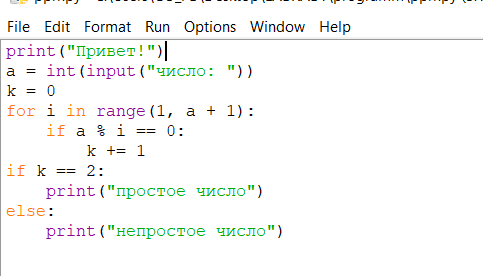 File Edit Format Run Options Window Help
print("Привет!")
a = int(input("число: "))
k = 0
for i in range(1, a + 1):
    if a % i == 0:
        k += 1
if k == 2:
    print("простое число")
else:
    print("непростое число")